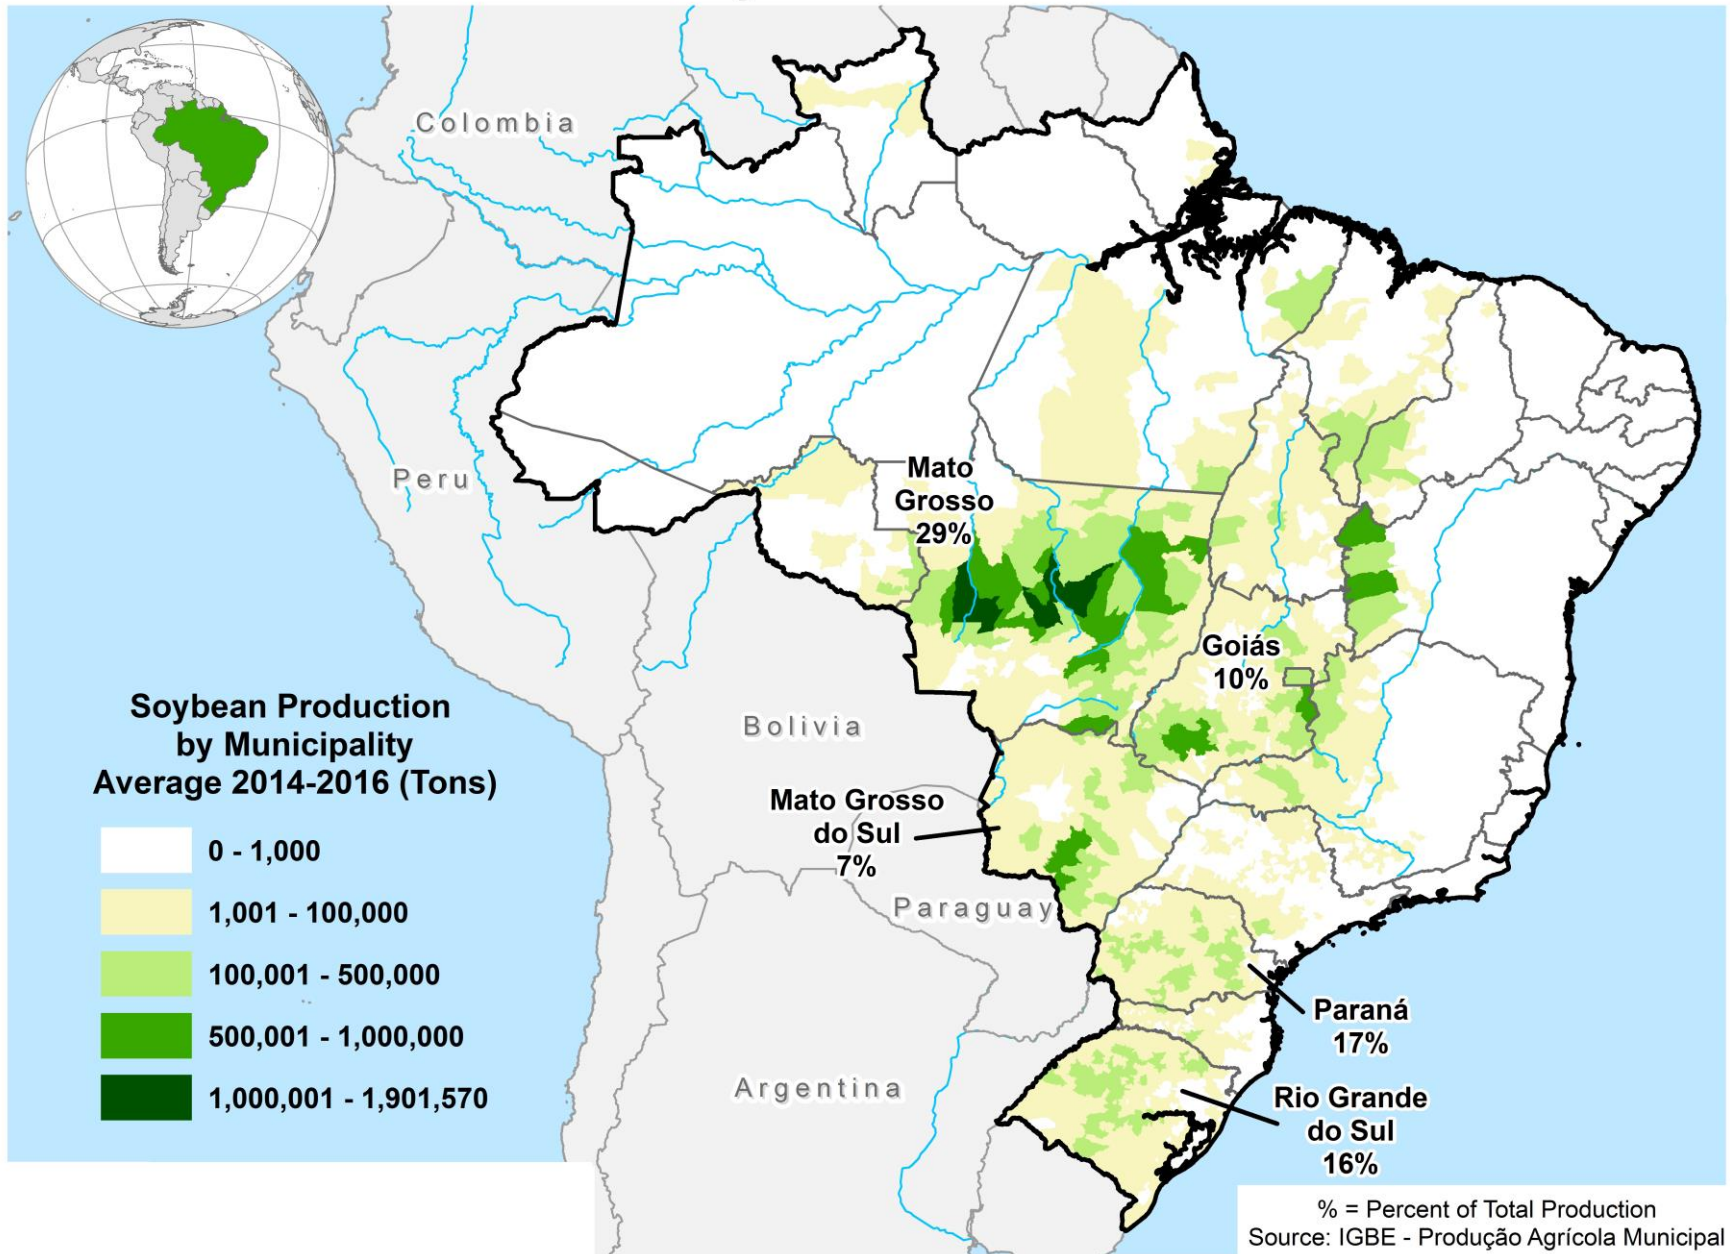 Colombia
Peru
Mato
Grosso
29%
Goiás
10%
Bolivia
Mato Grosso
do Sul
7%
Paraguay
Paraná
17%
Argentina
Rio Grande
do Sul
16%
Soybean Production
by Municipality
Average 2014-2016 (Tons)
0 - 1,000
1,001 - 100,000
100,001 - 500,000
500,001 - 1,000,000
1,000,001 - 1,901,570
% = Percent of Total Production
Source: IGBE - Produção Agrícola Municipal